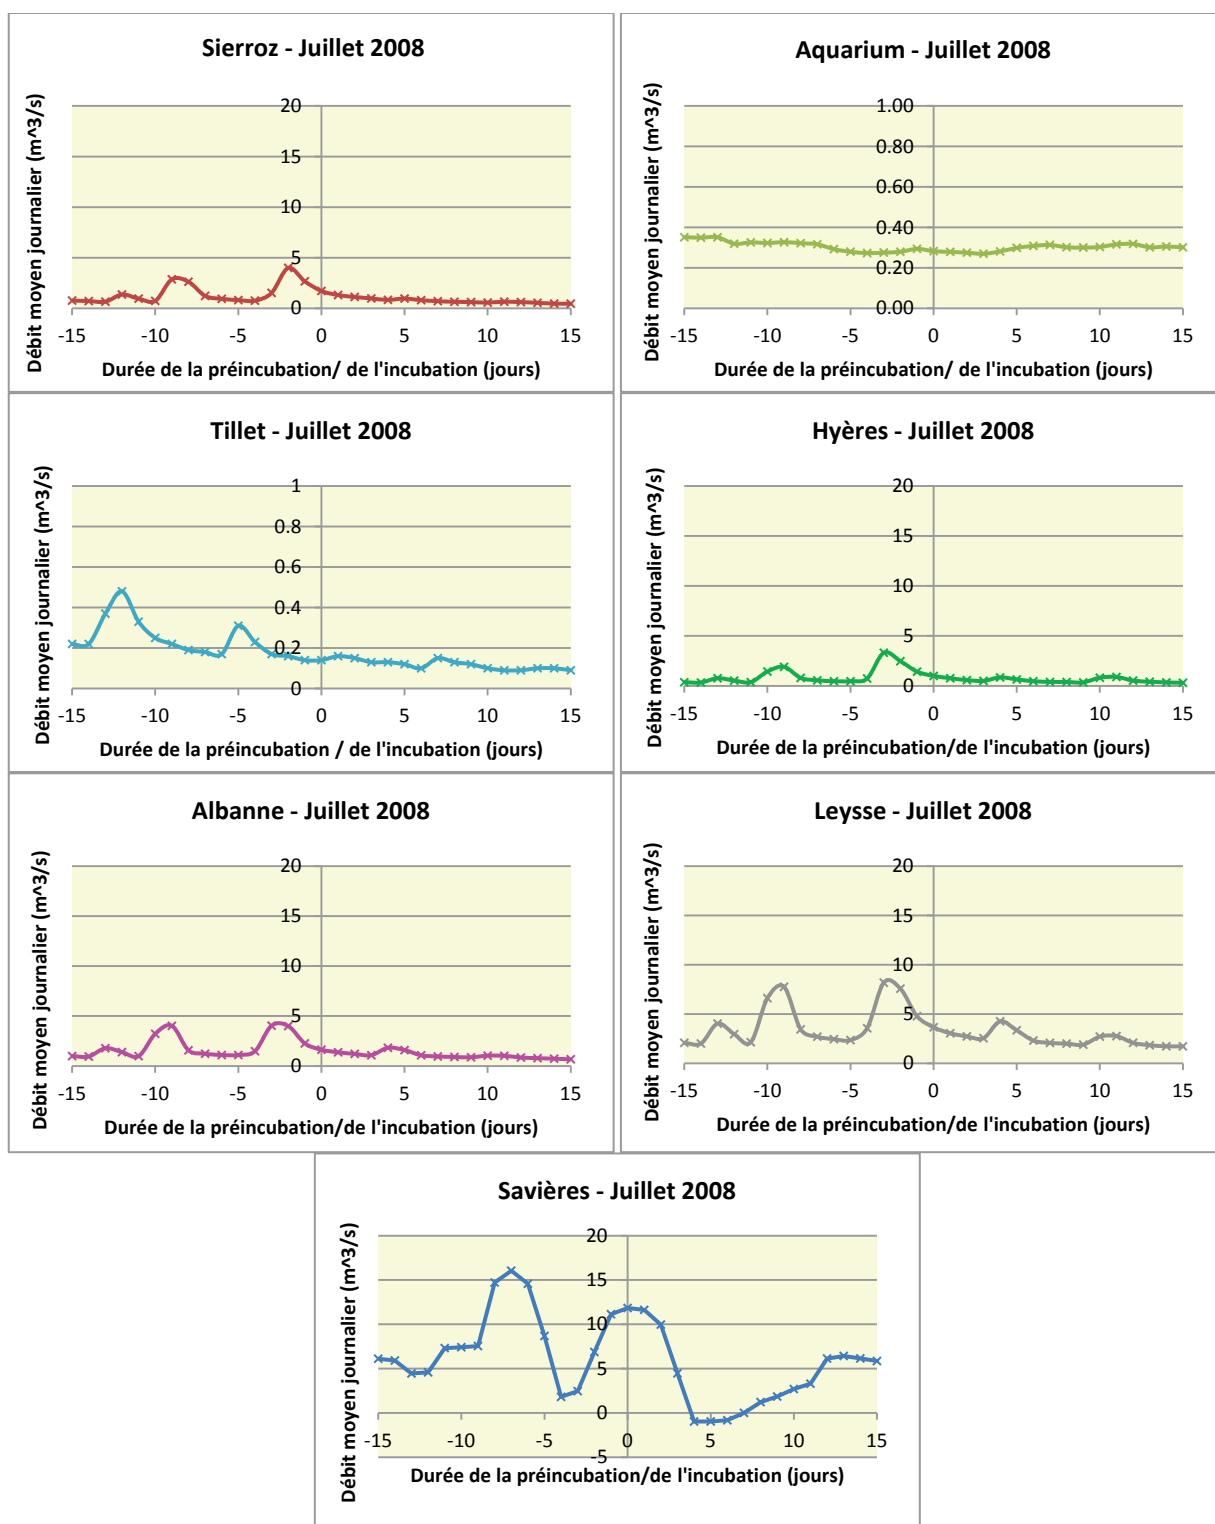 Sierroz - Juillet 2008
Débit moyen journalier (m^3/s)
20
15
10
5
0
-15 -10 -5 0 5 10 15
Durée de la préincubation/ de l'incubation (jours)
Aquarium - Juillet 2008
Débit moyen journalier (m^3/s)
1.00
0.80
0.60
0.40
0.20
0.00
-15 -10 -5 0 5 10 15
Durée de la préincubation/ de l'incubation (jours)
Tillet - Juillet 2008
Débit moyen journalier (m^3/s)
1
0.8
0.6
0.4
0.2
0
-15 -10 -5 0 5 10 15
Durée de la préincubation / de l'incubation (jours)
Hyères - Juillet 2008
Débit moyen journalier (m^3/s)
20
15
10
5
0
-15 -10 -5 0 5 10 15
Durée de la préincubation/de l'incubation (jours)
Albanne - Juillet 2008
Débit moyen journalier (m^3/s)
20
15
10
5
0
-15 -10 -5 0 5 10 15
Durée de la préincubation/de l'incubation (jours)
Leysse - Juillet 2008
Débit moyen journalier (m^3/s)
20
15
10
5
0
-15 -10 -5 0 5 10 15
Durée de la préincubation/de l'incubation (jours)
Savières - Juillet 2008
Débit moyen journalier (m^3/s)
20
15
10
5
0
-5
-15 -10 -5 0 5 10 15
Durée de la préincubation/de l'incubation (jours)